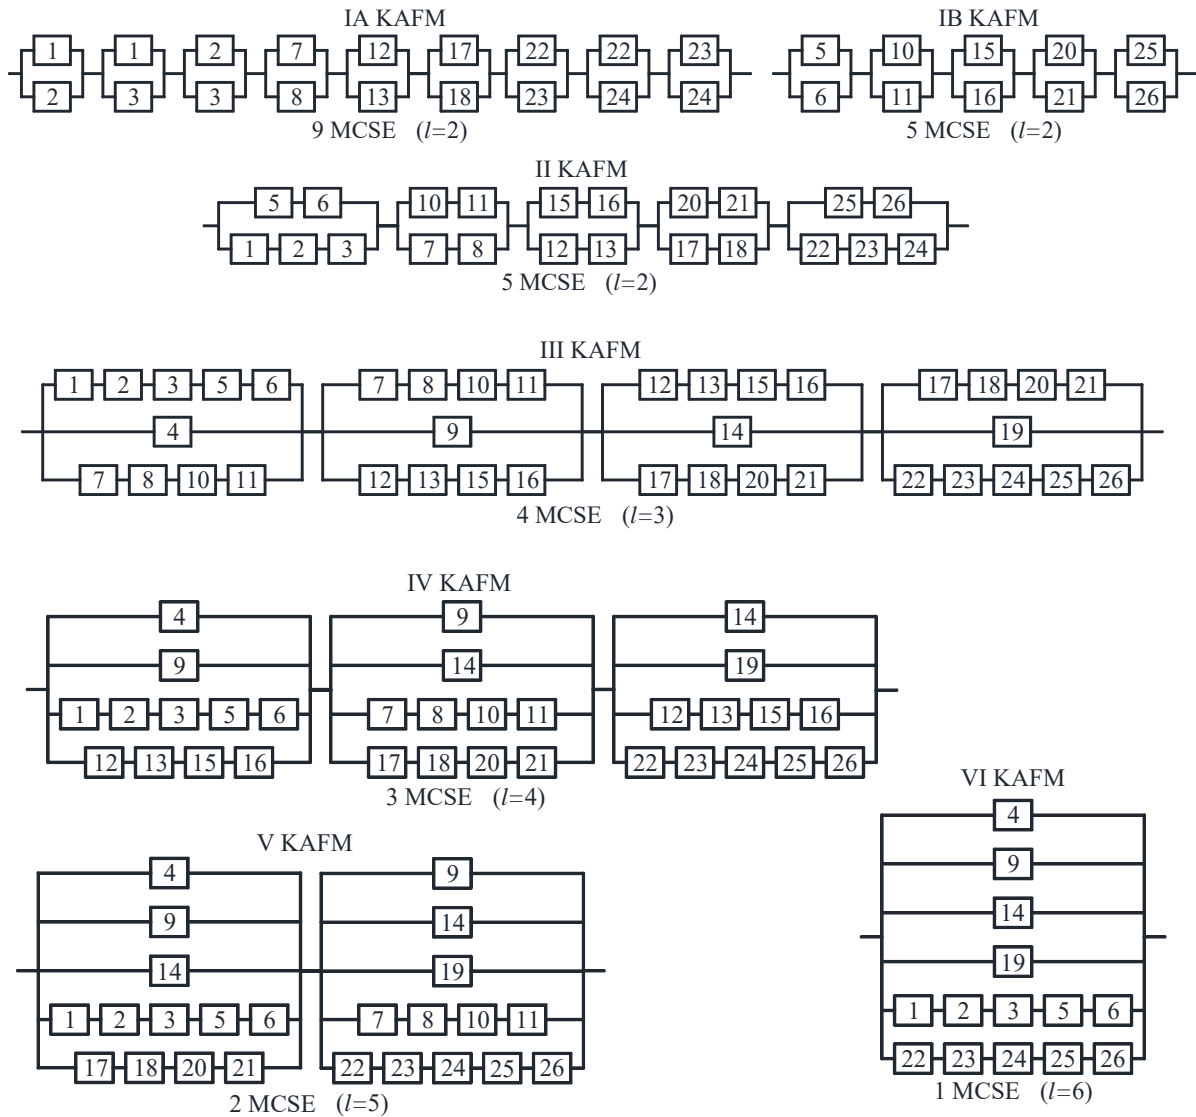 IA KAFM
IB KAFM
1 1 2 7 12 17 22 22 23
5 10 15 20 25
2 3 3 8 13 18 23 24 24
6 11 16 21 26
9 MCSE (l=2)
5 MCSE (l=2)
II KAFM
5 6 10 11 15 16 20 21 25 26
1 2 3 7 8 12 13 17 18 22 23 24
5 MCSE (l=2)
III KAFM
1 2 3 5 6 7 8 10 11 12 13 15 16 17 18 20 21
4 9 14 19
7 8 10 11 12 13 15 16 17 18 20 21 22 23 24 25 26
4 MCSE (l=3)
IV KAFM
4 9 14
9 14 19
1 2 3 5 6 7 8 10 11 12 13 15 16
12 13 15 16 17 18 20 21 22 23 24 25 26
3 MCSE (l=4)
V KAFM
4 9
9 14
14 19
1 2 3 5 6 7 8 10 11
17 18 20 21 22 23 24 25 26
2 MCSE (l=5)
VI KAFM
4
9
14
19
1 2 3 5 6
22 23 24 25 26
1 MCSE (l=6)